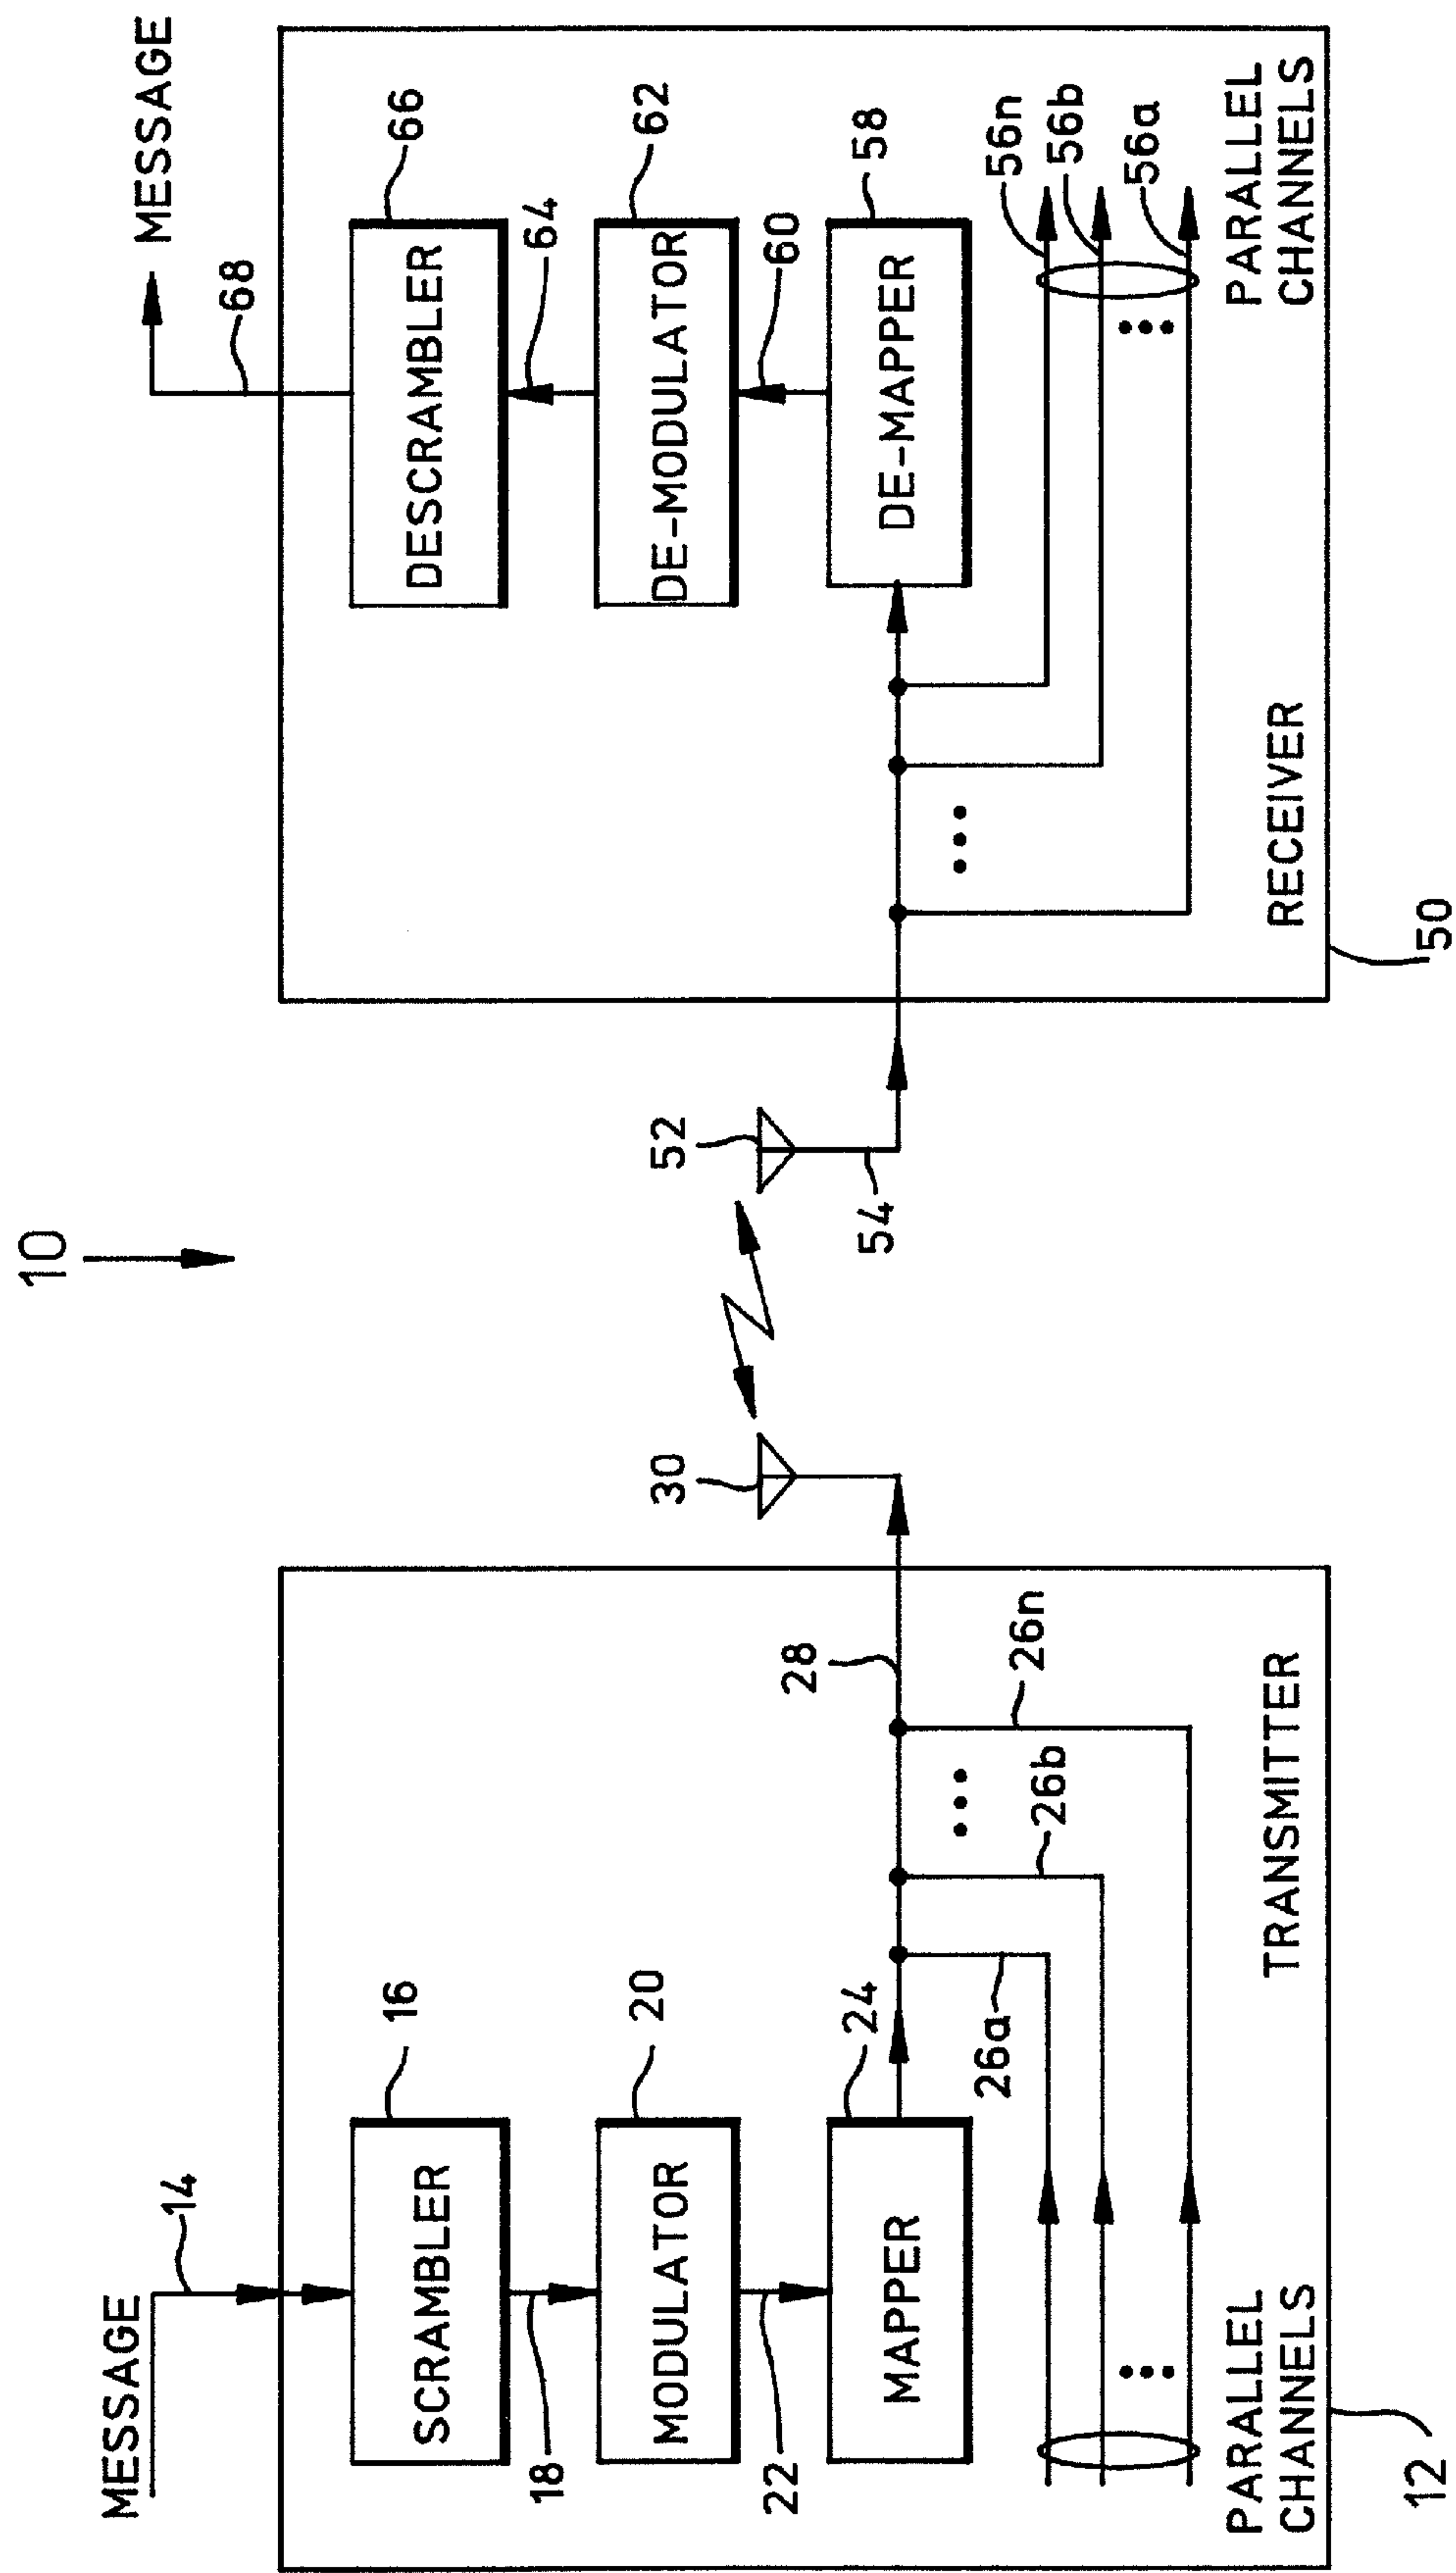 10
MESSAGE
14
SCRAMBLER
16
18
MODULATOR
20
22
MAPPER
24
26a
26b
26n
28
30
PARALLEL
CHANNELS
TRANSMITTER
12
52
54
MESSAGE
68
DESCRAMBLER
66
64
DE-MODULATOR
62
60
DE-MAPPER
58
56n
56b
56a
RECEIVER
PARALLEL
CHANNELS
50